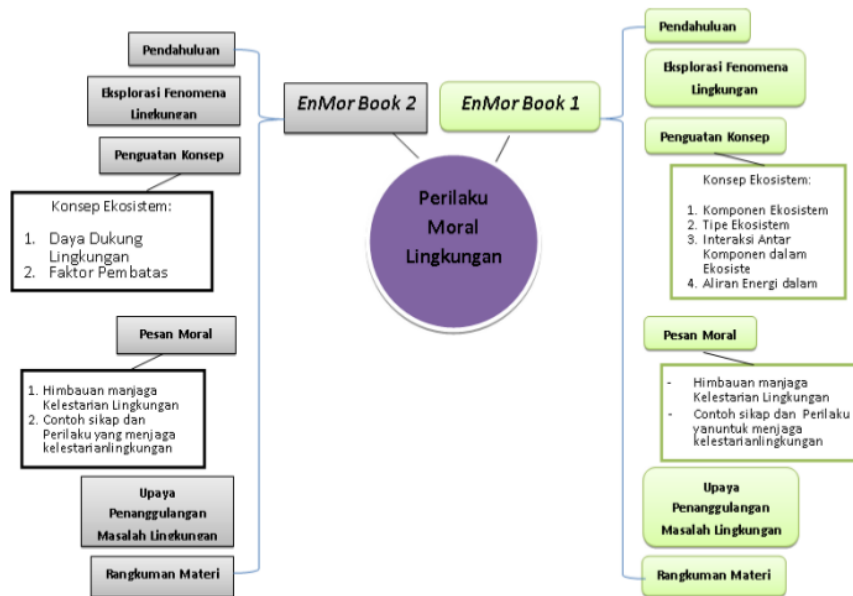 Perilaku
Moral
Lingkungan
EnMor Book 2
Pendahuluan
Eksplorasi Fenomena
Lingkungan
Penguatan Konsep
Konsep Ekosistem:
1. Daya Dukung
Lingkungan
2. Faktor Pembatas
Pesan Moral
1. Himbauan manjaga
Kelestarian Lingkungan
2. Contoh sikap dan
Perilaku yang menjaga
kelestarianlingkungan
Upaya
Penanggulangan
Masalah Lingkungan
Rangkuman Materi
EnMor Book 1
Pendahuluan
Eksplorasi Fenomena
Lingkungan
Penguatan Konsep
Konsep Ekosistem:
1. Komponen Ekosistem
2. Tipe Ekosistem
3. Interaksi Antar
Komponen dalam
Ekosiste
4. Aliran Energi dalam
Pesan Moral
- Himbauan manjaga
Kelestarian Lingkungan
- Contoh sikap dan Perilaku
yanuntuk menjaga
kelestarianlingkungan
Upaya
Penanggulangan
Masalah Lingkungan
Rangkuman Materi